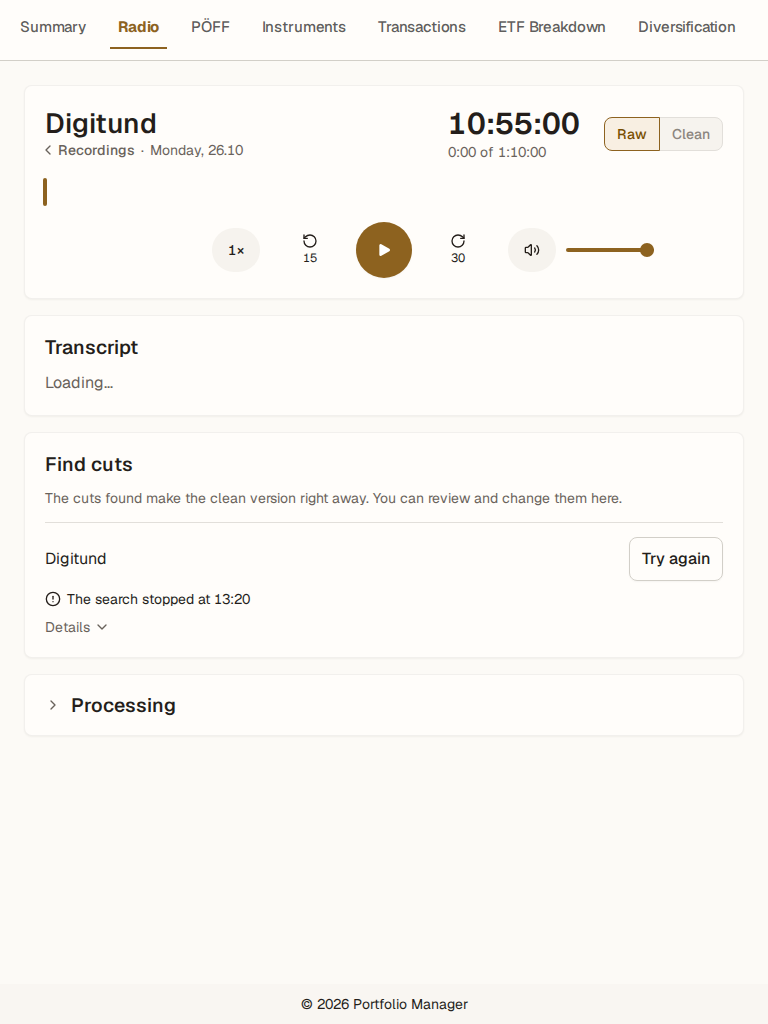 Summary Radio PÖFF Instruments Transactions ETF Breakdown Diversification
Digitund
Recordings · Monday, 26.10
10:55:00
0:00 of 1:10:00
Raw Clean
1×
15
30
Transcript
Loading...
Find cuts
The cuts found make the clean version right away. You can review and change them here.
Digitund
Try again
The search stopped at 13:20
Details
Processing
© 2026 Portfolio Manager